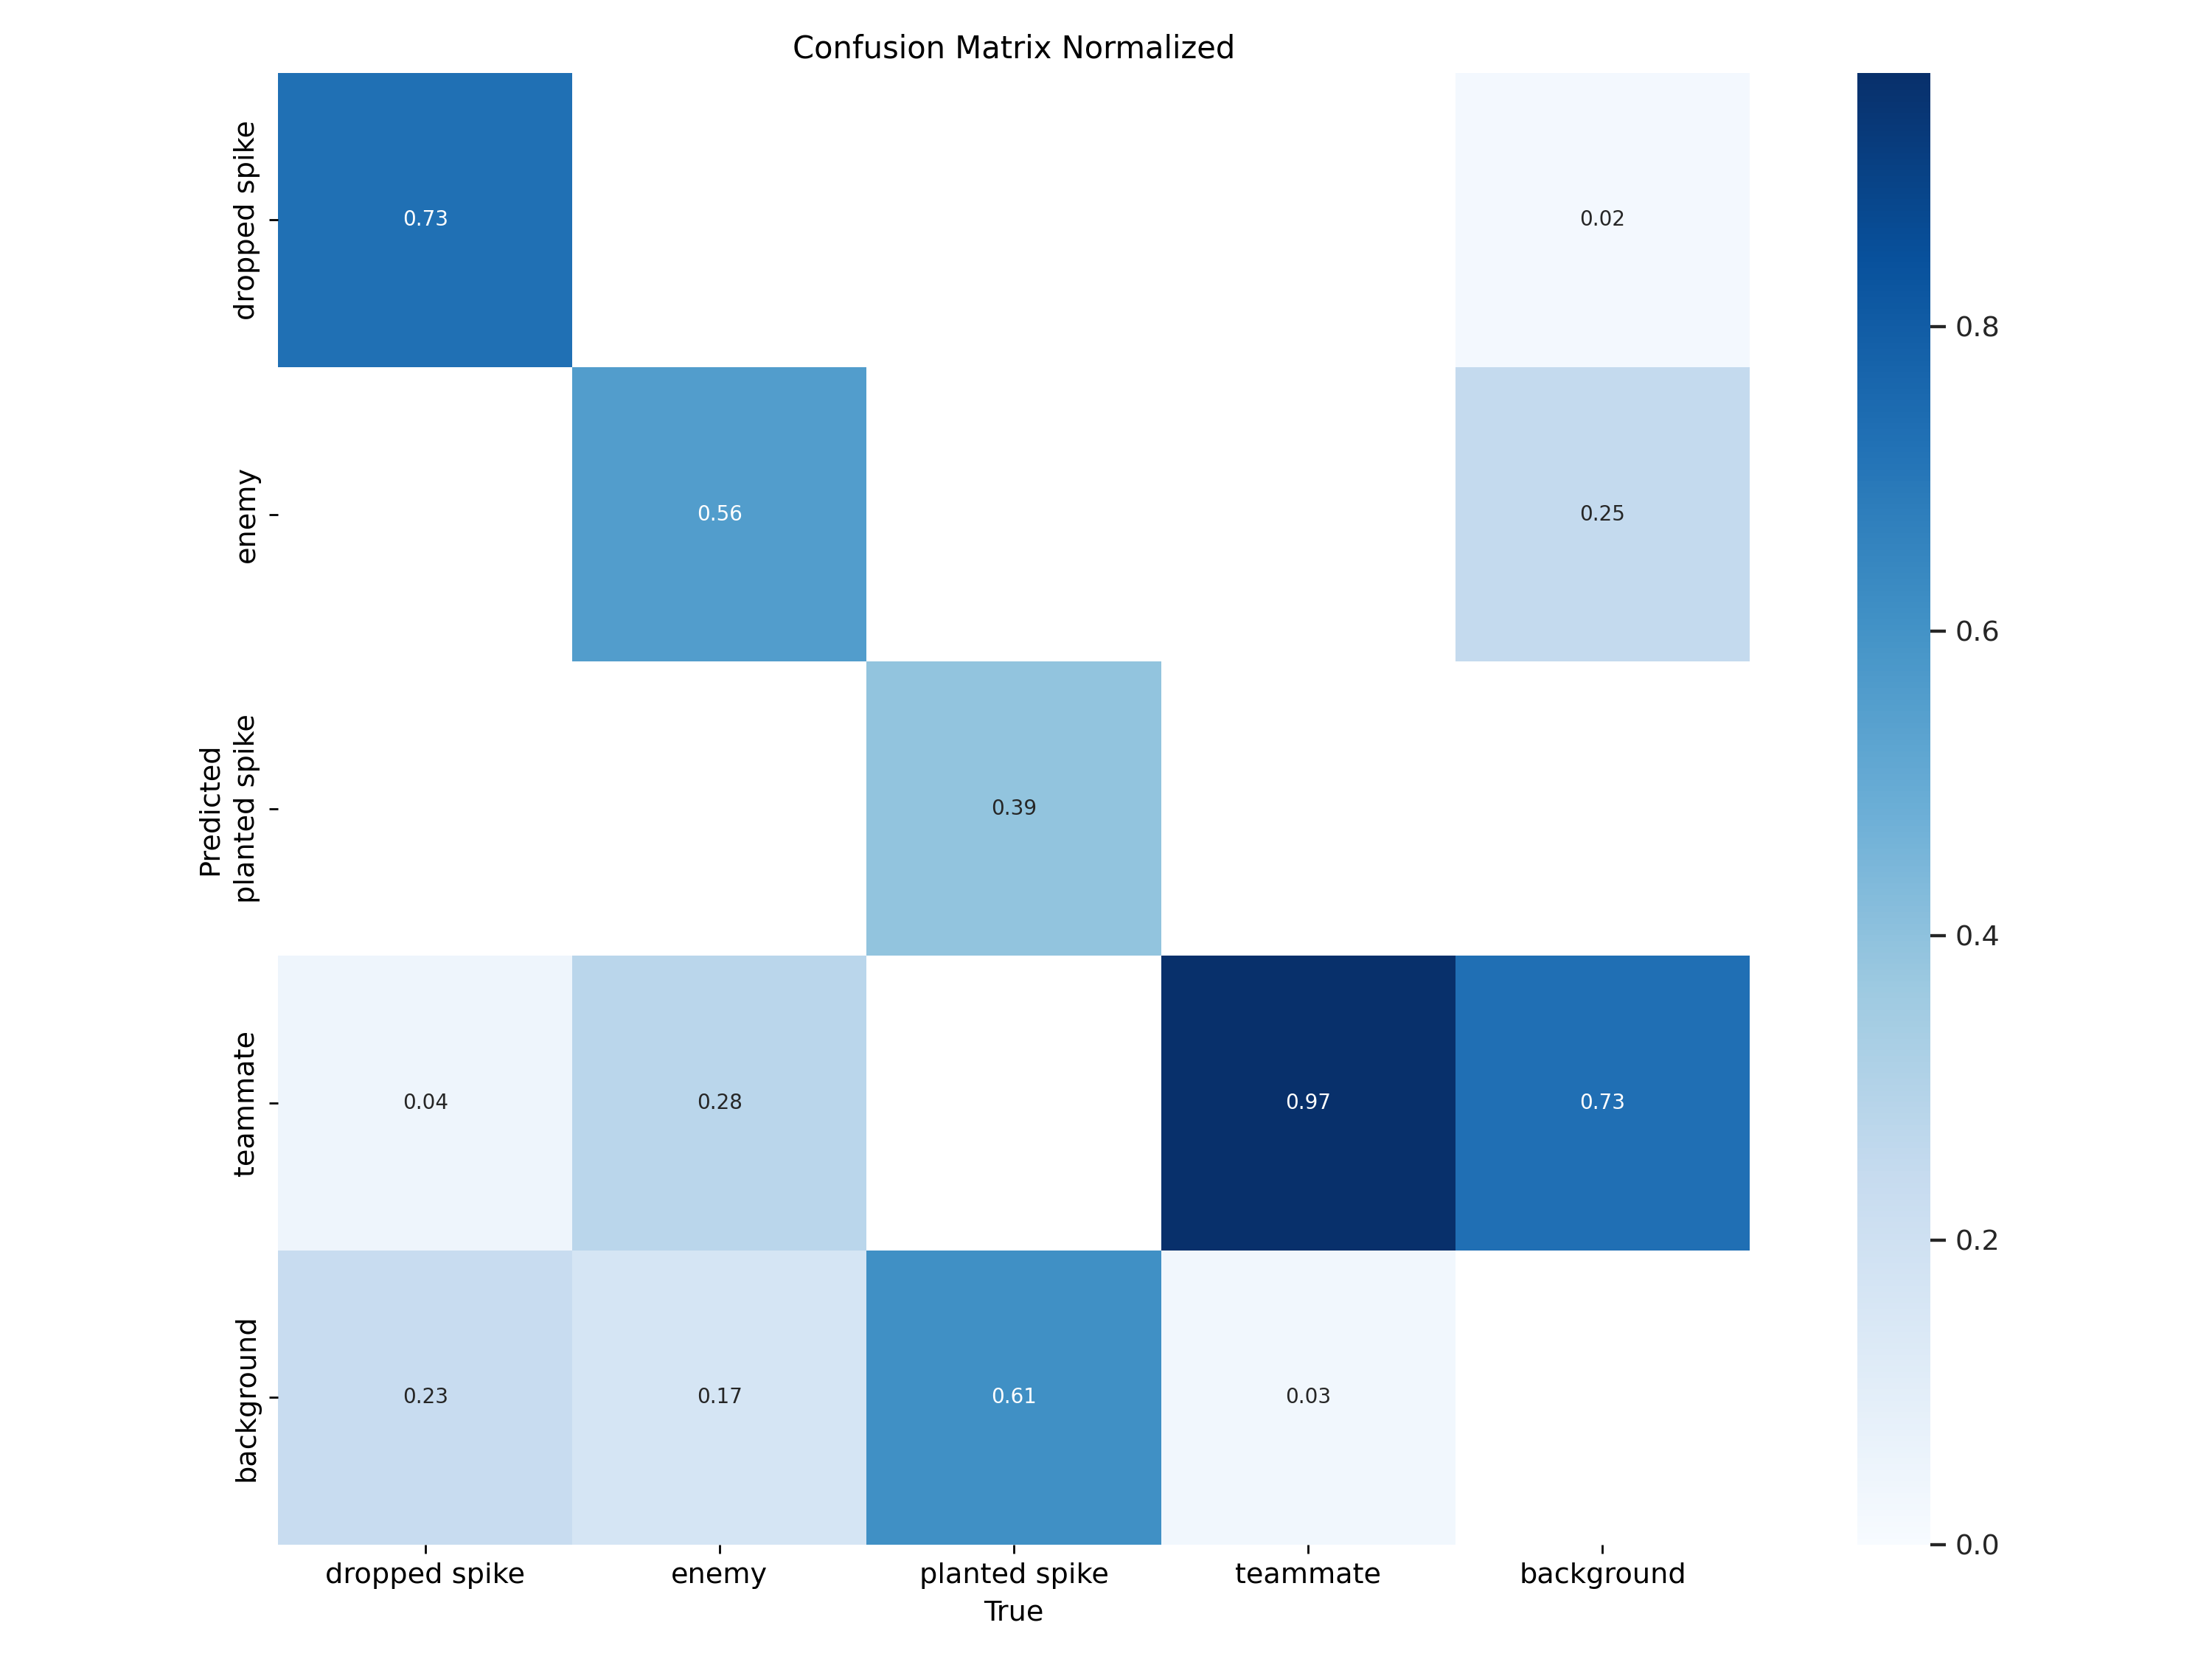 Confusion Matrix Normalized
Predicted
dropped spike
0.73
0.02
0.8
enemy
0.56
0.25
0.6
planted spike
0.39
0.4
teammate
0.04
0.28
0.97
0.73
0.2
background
0.23
0.17
0.61
0.03
0.0
dropped spike
enemy
planted spike
teammate
background
True